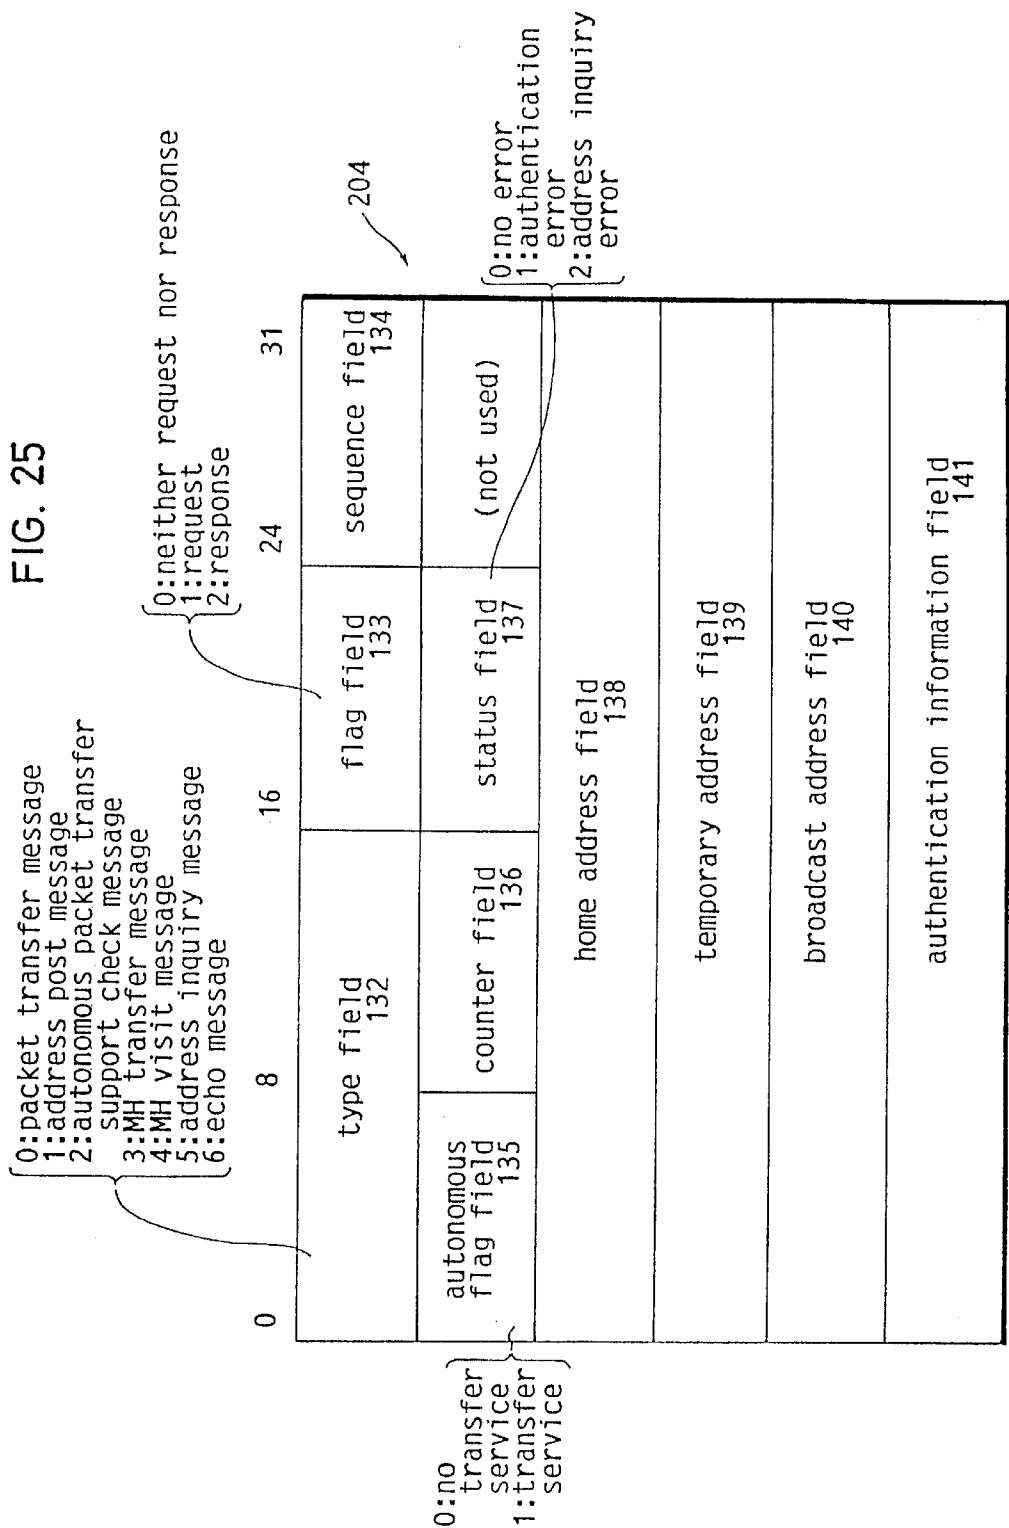 FIG. 25
0:packet transfer message
1:address post message
2:autonomous packet transfer
support check message
3:MH transfer message
4:MH visit message
5:address inquiry message
6:echo message
0:neither request nor response
1:request
2:response
204
0
8
16
24
31
type field
132
flag field
133
sequence field
134
0:no
transfer
service
1:transfer
service
autonomous
flag field
135
counter field
136
status field
137
(not used)
0:no error
1:authentication
error
2:address inquiry
error
home address field
138
temporary address field
139
broadcast address field
140
authentication information field
141